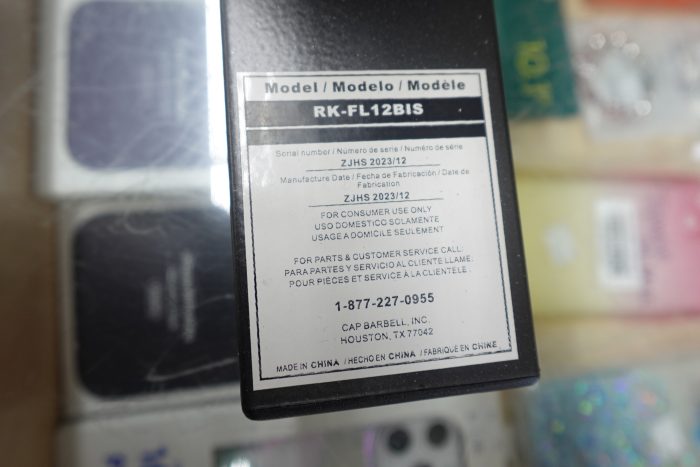 Model / Modelo / Modèle
RK-FL12BIS
Serial number / Número de serie / Numéro de série
ZJHS 2023/12
Manufacture Date / Fecha de Fabricación / Date de
Fabrication
ZJHS 2023/12
FOR CONSUMER USE ONLY
USO DOMESTICO SOLAMENTE
USAGE A DOMICILE SEULEMENT
FOR PARTS & CUSTOMER SERVICE CALL:
PARA PARTES Y SERVICIO AL CLIENTE LLAME:
POUR PIÈCES ET SERVICE À LA CLIENTÈLE:
1-877-227-0955
CAP BARBELL, INC.
HOUSTON, TX 77042
MADE IN CHINA / HECHO EN CHINA / FABRIQUÉ EN CHINE